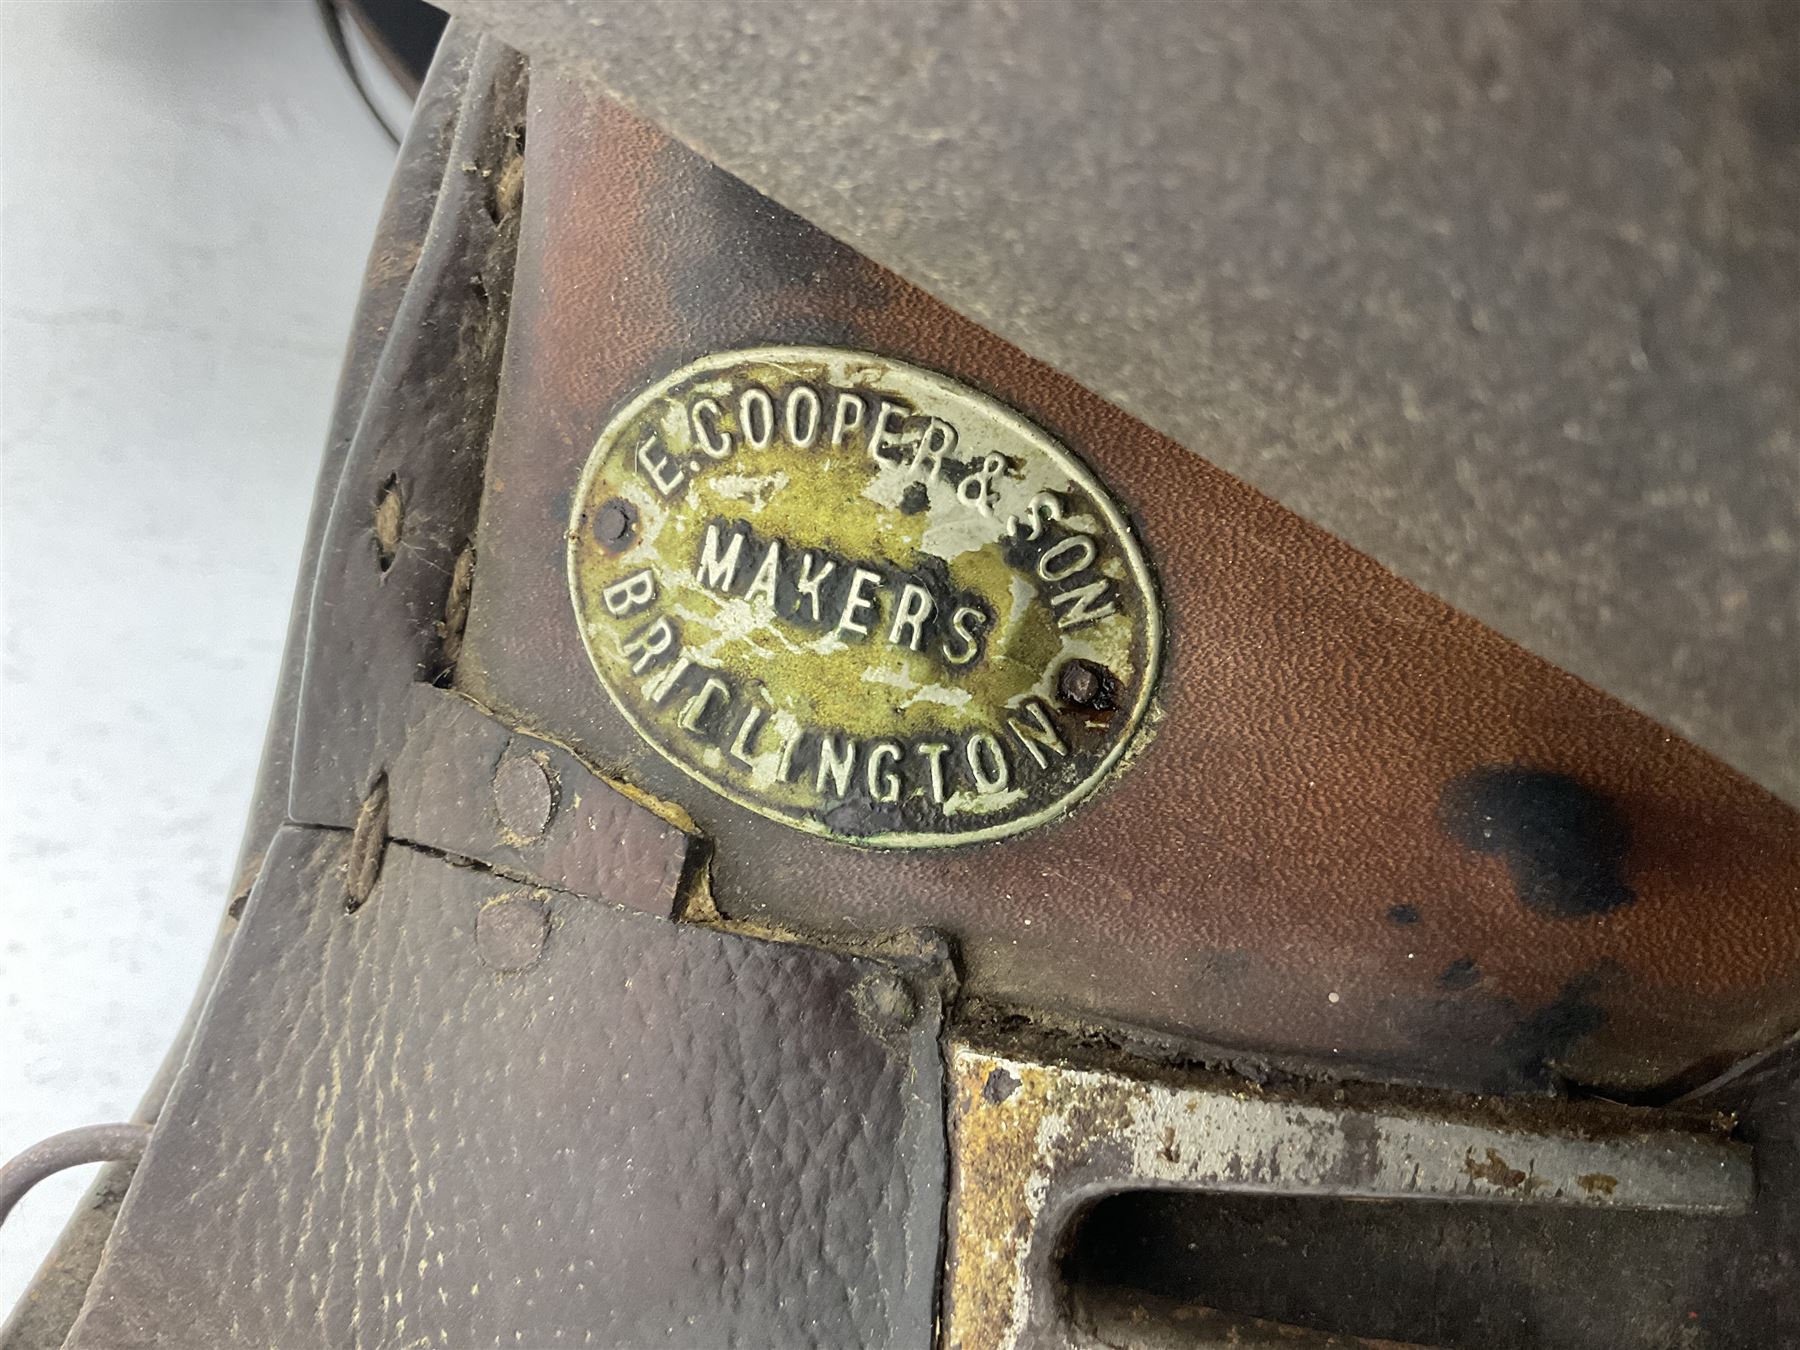 E. COOPER & SON
MAKERS
BRIDLINGTON